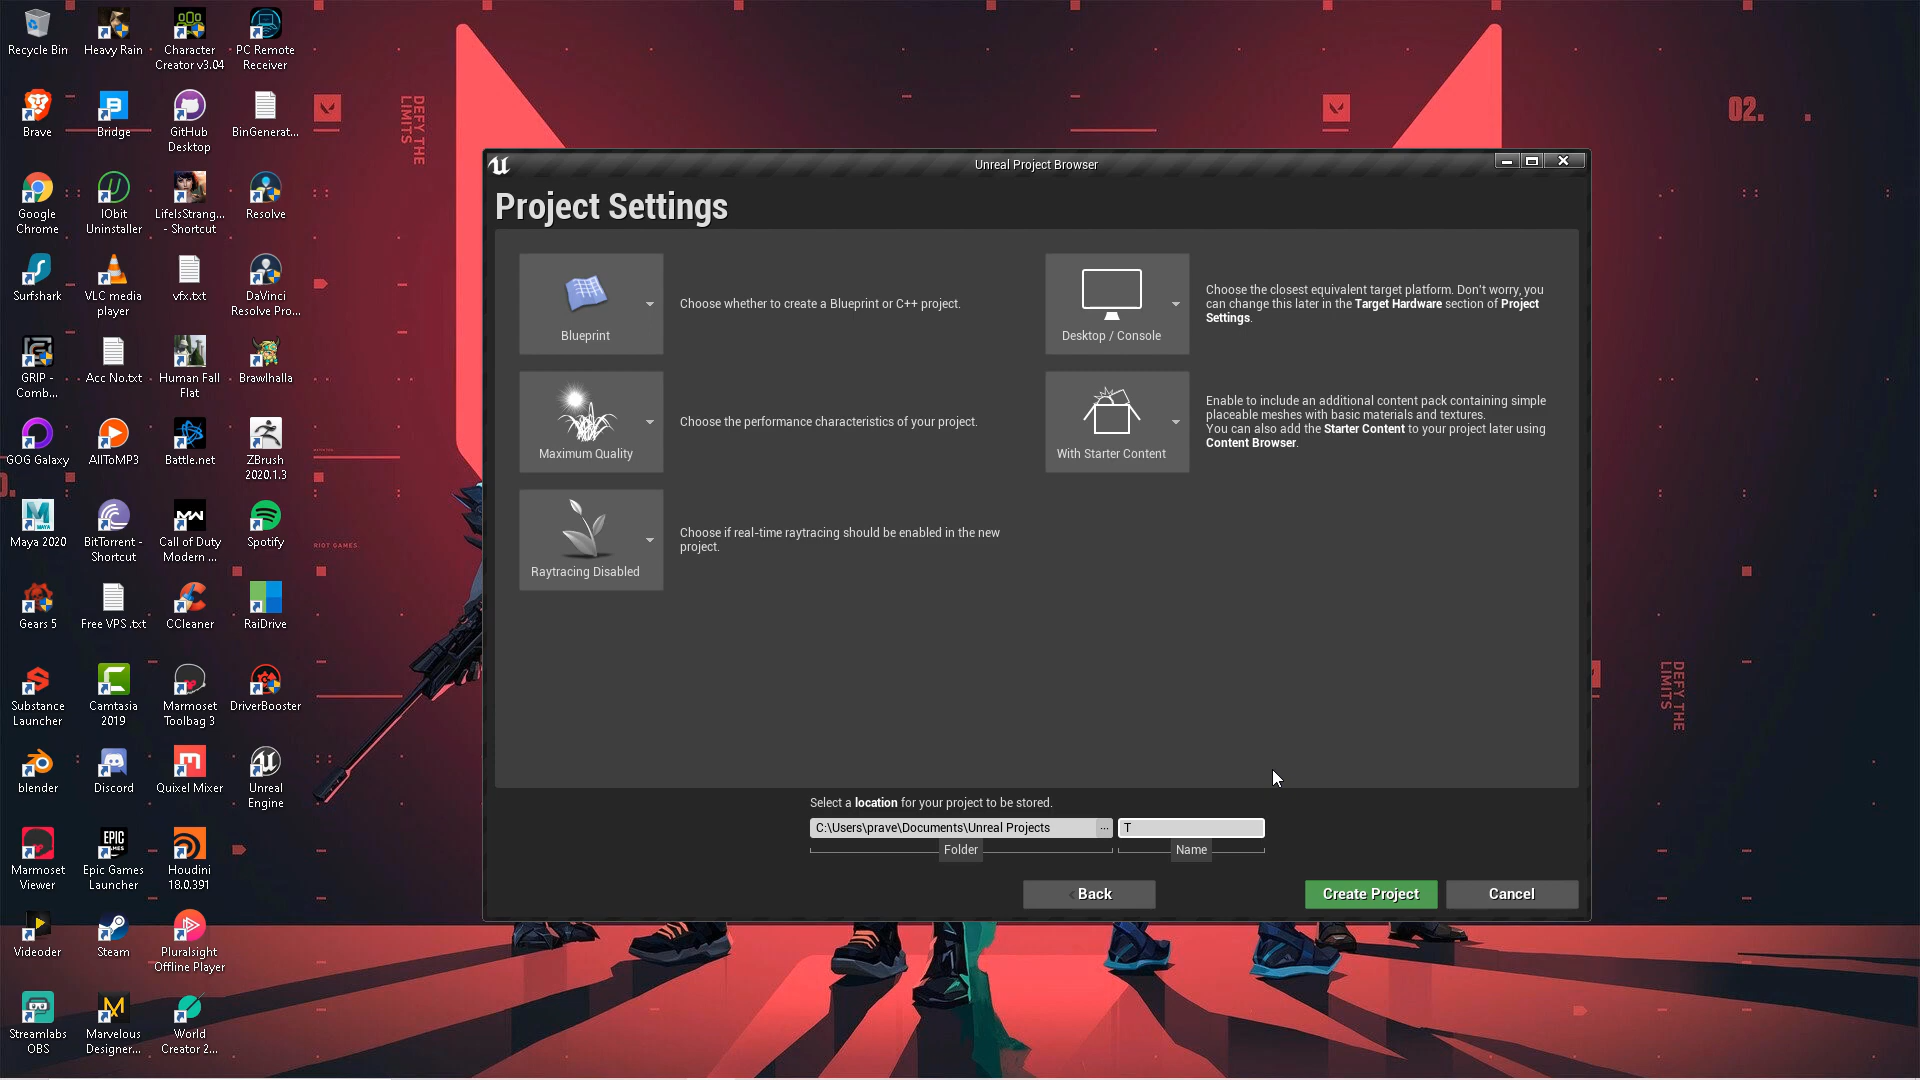 Recycle Bin
Heavy Rain
Character
Creator v3.04
PC Remote
Receiver
Brave
Bridge
GitHub
Desktop
BinGenerat...
Google
Chrome
IObit
Uninstaller
LifeIsStrang...
- Shortcut
Resolve
Surfshark
VLC media
player
vfx.txt
DaVinci
Resolve Pro...
GRIP -
Comb...
Acc No.txt
Human Fall
Flat
Brawlhalla
GOG Galaxy
AllToMP3
Battle.net
ZBrush
2020.1.3
Maya 2020
BitTorrent -
Shortcut
Call of Duty
Modern ...
Spotify
Gears 5
Free VPS .txt
CCleaner
RaiDrive
Substance
Launcher
Camtasia
2019
Marmoset
Toolbag 3
DriverBooster
blender
Discord
Quixel Mixer
Unreal
Engine
Marmoset
Viewer
Epic Games
Launcher
Houdini
18.0.391
Videoder
Steam
Pluralsight
Offline Player
Streamlabs
OBS
Marvelous
Designer...
World
Creator 2...
DEFY THE
LIMITS
02.
RIOT GAMES
DEFY THE
LIMITS
Unreal Project Browser
Project Settings
Blueprint
Choose whether to create a Blueprint or C++ project.
Desktop / Console
Choose the closest equivalent target platform. Don't worry, you
can change this later in the Target Hardware section of Project
Settings.
Maximum Quality
Choose the performance characteristics of your project.
With Starter Content
Enable to include an additional content pack containing simple
placeable meshes with basic materials and textures.
You can also add the Starter Content to your project later using
Content Browser.
Raytracing Disabled
Choose if real-time raytracing should be enabled in the new
project.
Select a location for your project to be stored.
C:\Users\prave\Documents\Unreal Projects
...
T
Folder
Name
Back
Create Project
Cancel